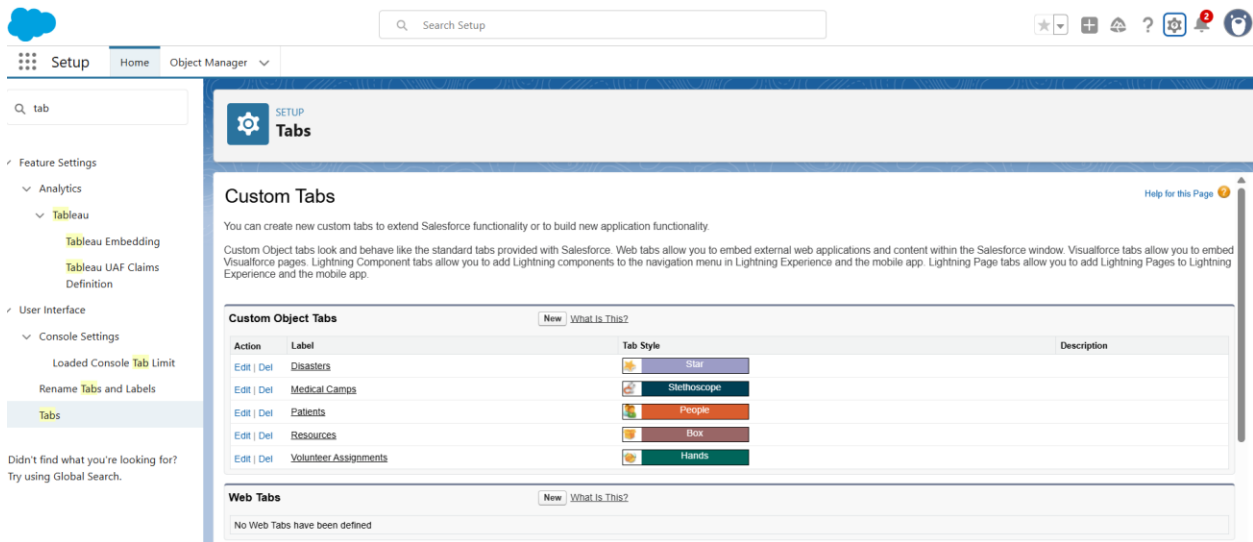 Search Setup
2
Setup
Home
Object Manager
tab
Feature Settings
Analytics
Tableau
Tableau Embedding
Tableau UAF Claims
Definition
User Interface
Console Settings
Loaded Console Tab Limit
Rename Tabs and Labels
Tabs
Didn't find what you're looking for?
Try using Global Search.
SETUP
Tabs
Custom Tabs
Help for this Page ?
You can create new custom tabs to extend Salesforce functionality or to build new application functionality.
Custom Object tabs look and behave like the standard tabs provided with Salesforce. Web tabs allow you to embed external web applications and content within the Salesforce window. Visualforce tabs allow you to embed
Visualforce pages. Lightning Component tabs allow you to add Lightning components to the navigation menu in Lightning Experience and the mobile app. Lightning Page tabs allow you to add Lightning Pages to Lightning
Experience and the mobile app.
Custom Object Tabs New What Is This?
Action Label Tab Style Description
Edit | Del Disasters Star
Edit | Del Medical Camps Stethoscope
Edit | Del Patients People
Edit | Del Resources Box
Edit | Del Volunteer Assignments Hands
Web Tabs New What Is This?
No Web Tabs have been defined